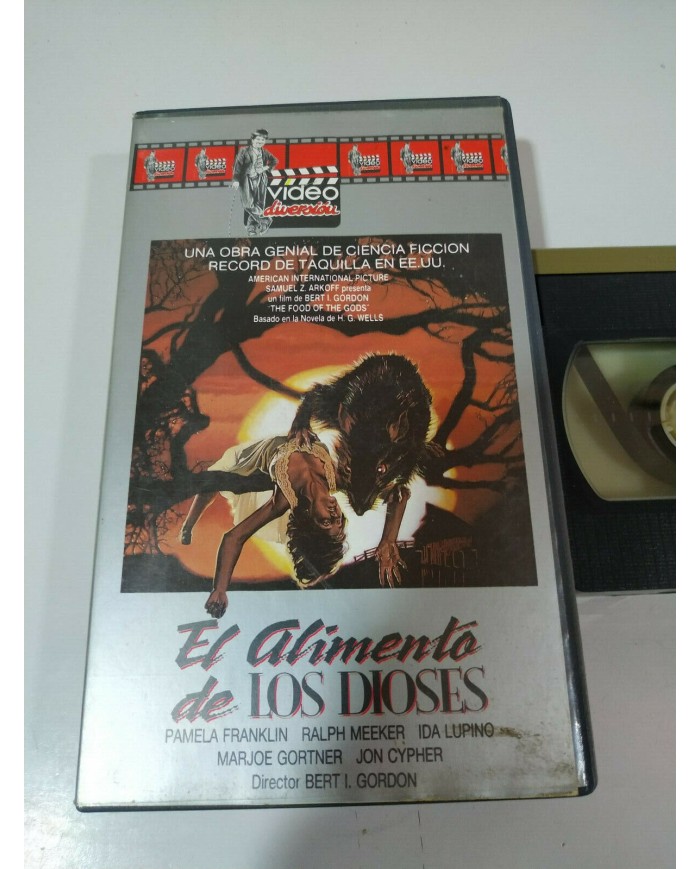 video
diversión
UNA OBRA GENIAL DE CIENCIA FICCION
RECORD DE TAQUILLA EN EE.UU.
AMERICAN INTERNATIONAL PICTURE
SAMUEL Z. ARKOFF presenta
un film de BERT I. GORDON
"THE FOOD OF THE GODS"
Basado en la Novela de H. G. WELLS
El alimento
de LOS DIOSES
PAMELA FRANKLIN RALPH MEEKER IDA LUPINO
MARJOE GORTNER JON CYPHER
Director BERT I. GORDON